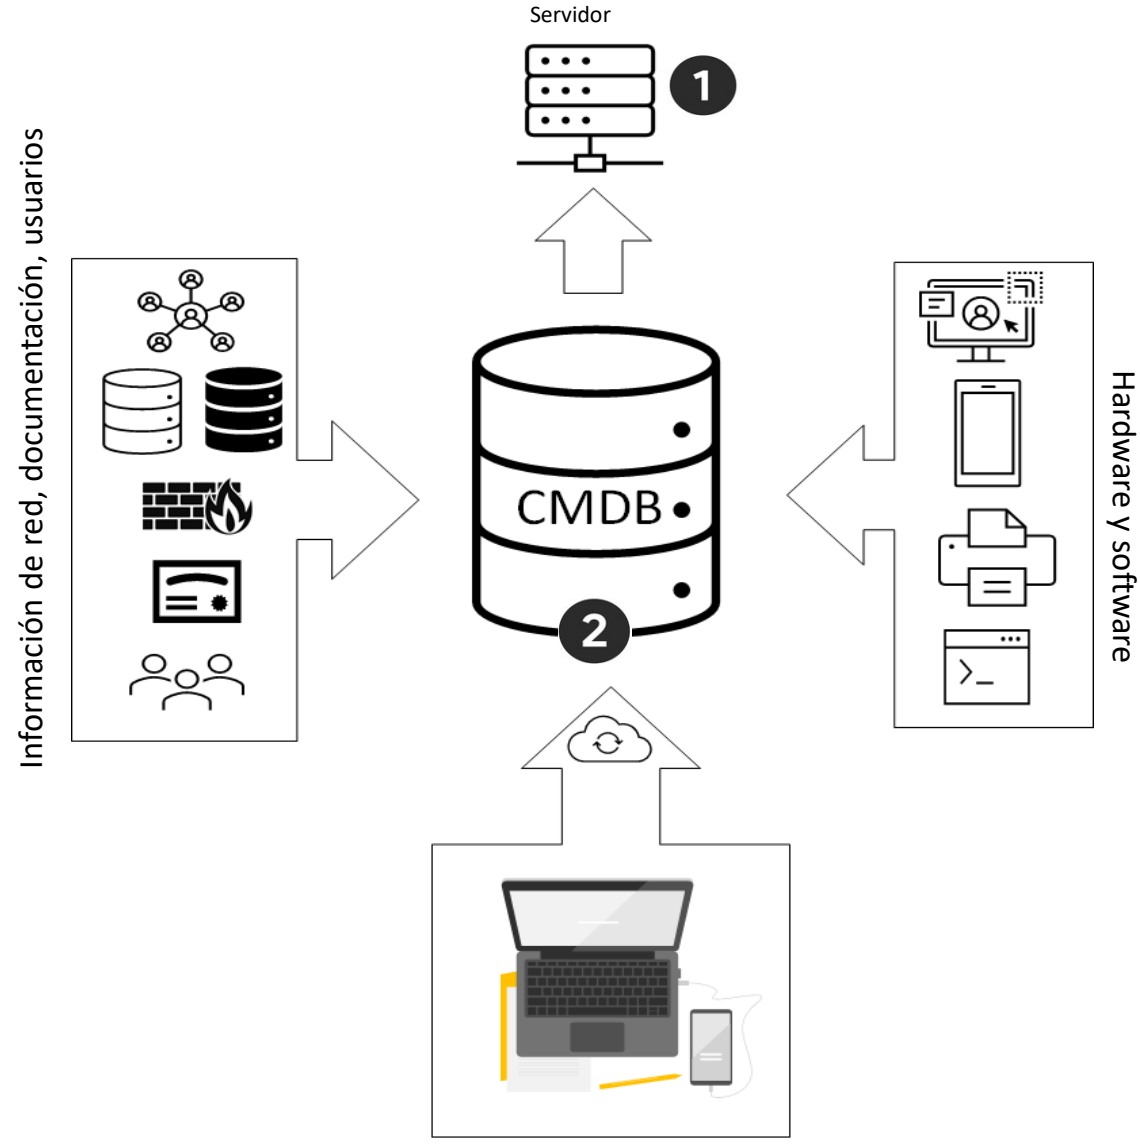 Servidor
1
Información de red, documentación, usuarios
Hardware y software
CMDB
2